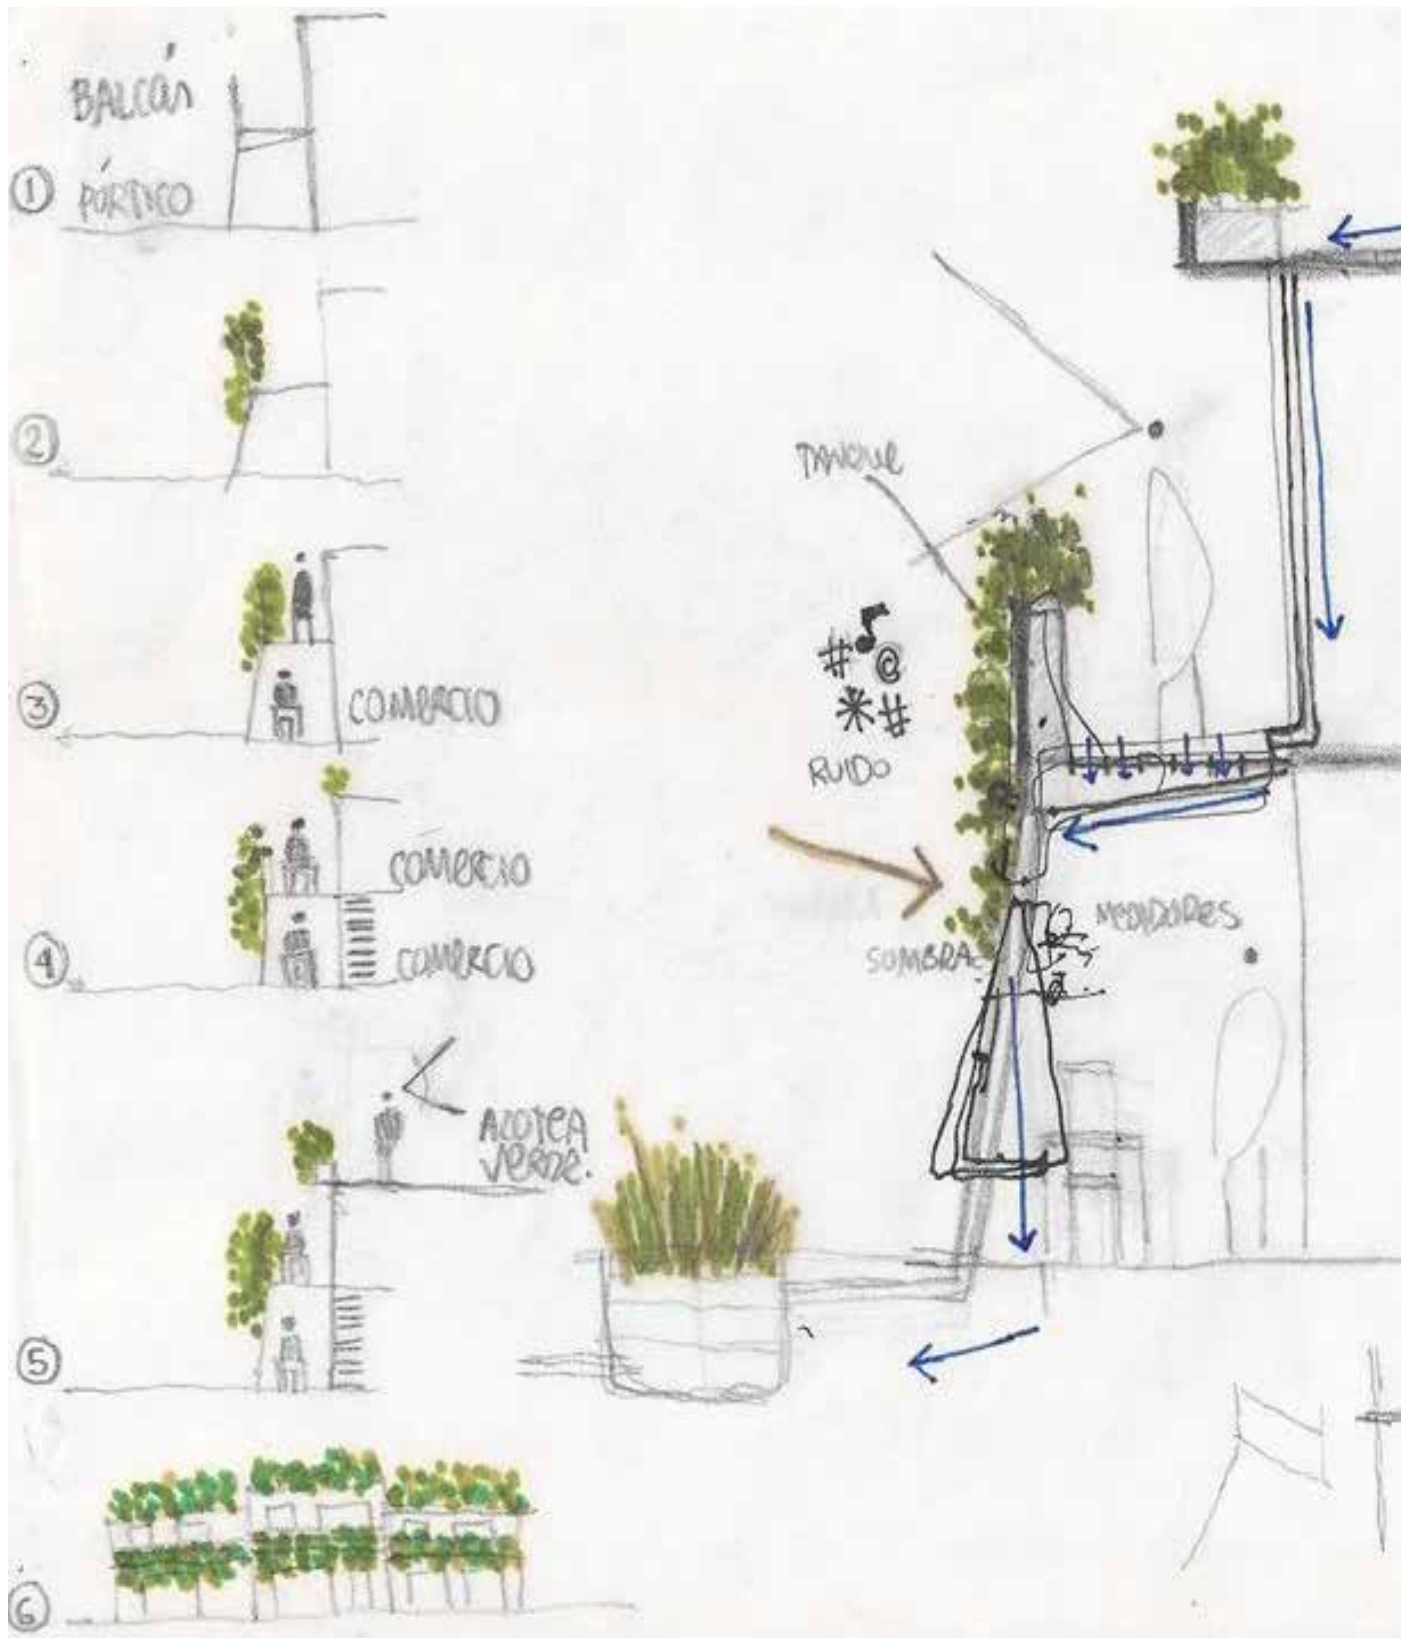 BALCÓN
① PÓRTICO
②
③ COMERCIO
COMERCIO
④ COMERCIO
AZOTEA
VERDE.
⑤
⑥
TANQUE
#@
*#
RUIDO
SOMBRA
MEDIDORES